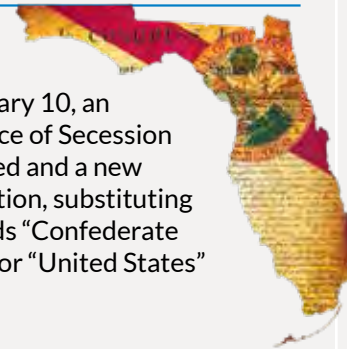 ary 10, an
ce of Secession
ed and a new
tion, substituting
ds “Confederate
or “United States”